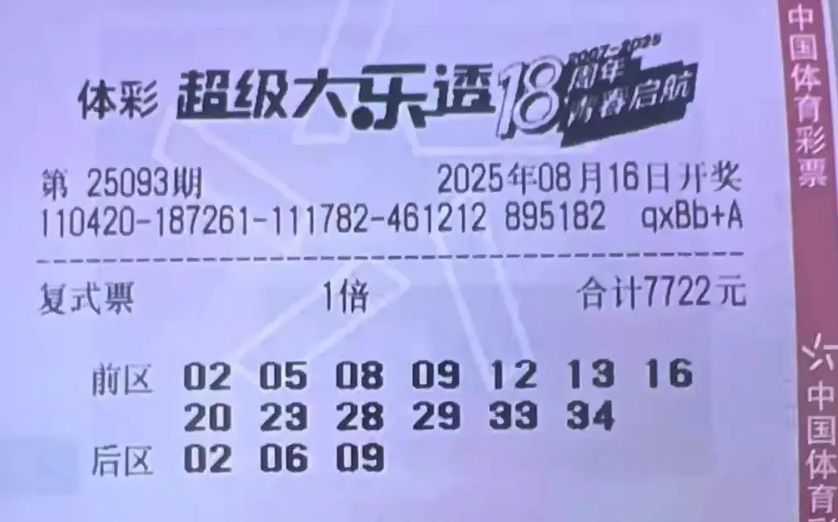 体彩 超级大乐透 18周年 2007-2025 青春启航
第 25093期 2025年08月16日开奖
110420-187261-111782-461212 895182 qxBb+A
复式票 1倍 合计7722元
前区 02 05 08 09 12 13 16
20 23 28 29 33 34
后区 02 06 09
中国体育彩票
中国体育